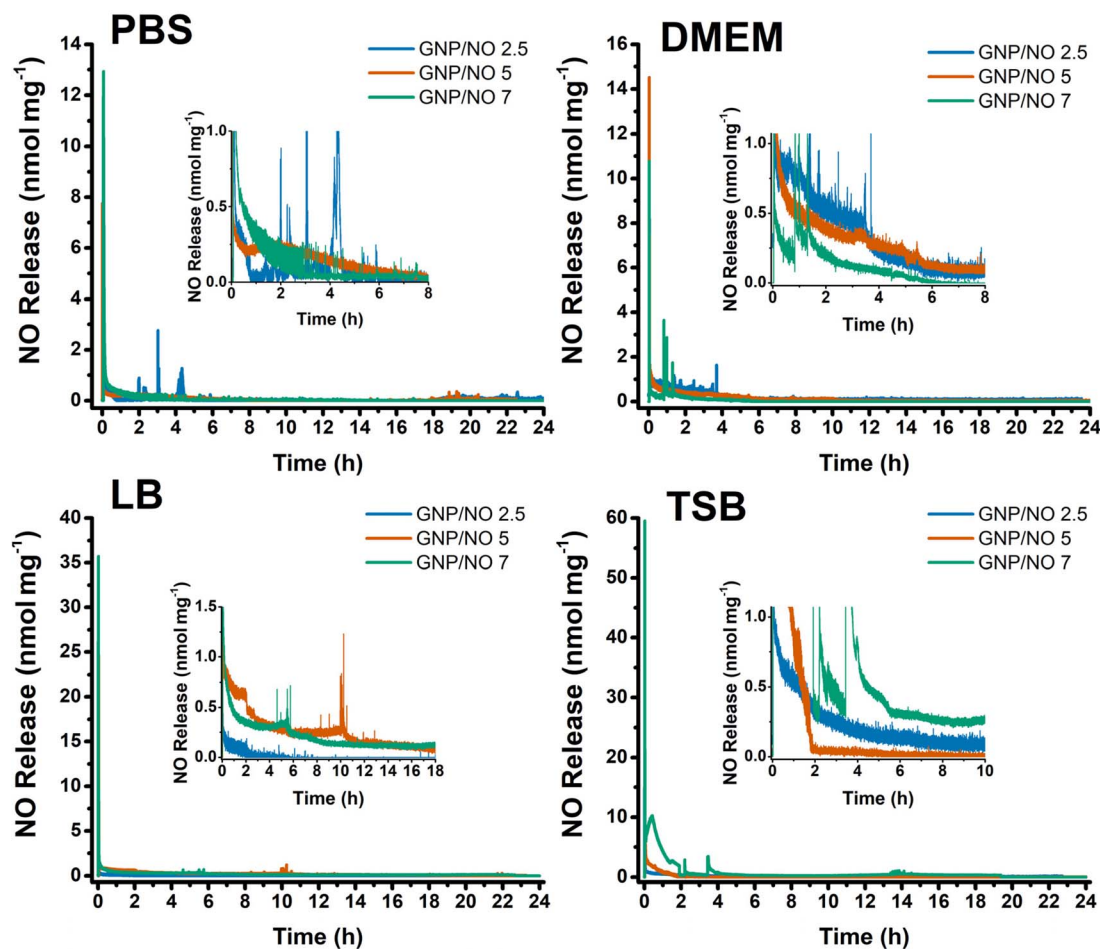 PBS
GNP/NO 2.5
GNP/NO 5
GNP/NO 7
NO Release (nmol mg⁻¹)
14
13
12
11
10
9
8
7
6
5
4
3
2
1
0
0 2 4 6 8 10 12 14 16 18 20 22 24
Time (h)
NO Release (nmol mg⁻¹)
1.0
0.5
0.0
0 2 4 6 8
Time (h)
DMEM
GNP/NO 2.5
GNP/NO 5
GNP/NO 7
NO Release (nmol mg⁻¹)
16
14
12
10
8
6
4
2
0
0 2 4 6 8 10 12 14 16 18 20 22 24
Time (h)
NO Release (nmol mg⁻¹)
1.0
0.5
0.0
0 2 4 6 8
Time (h)
LB
GNP/NO 2.5
GNP/NO 5
GNP/NO 7
NO Release (nmol mg⁻¹)
40
35
30
25
20
15
10
5
0
0 2 4 6 8 10 12 14 16 18 20 22 24
Time (h)
NO Release (nmol mg⁻¹)
1.5
1.0
0.5
0.0
0 2 4 6 8 10 12 14 16 18
Time (h)
TSB
GNP/NO 2.5
GNP/NO 5
GNP/NO 7
NO Release (nmol mg⁻¹)
60
50
40
30
20
10
0
0 2 4 6 8 10 12 14 16 18 20 22 24
Time (h)
NO Release (nmol mg⁻¹)
1.0
0.5
0.0
0 2 4 6 8 10
Time (h)